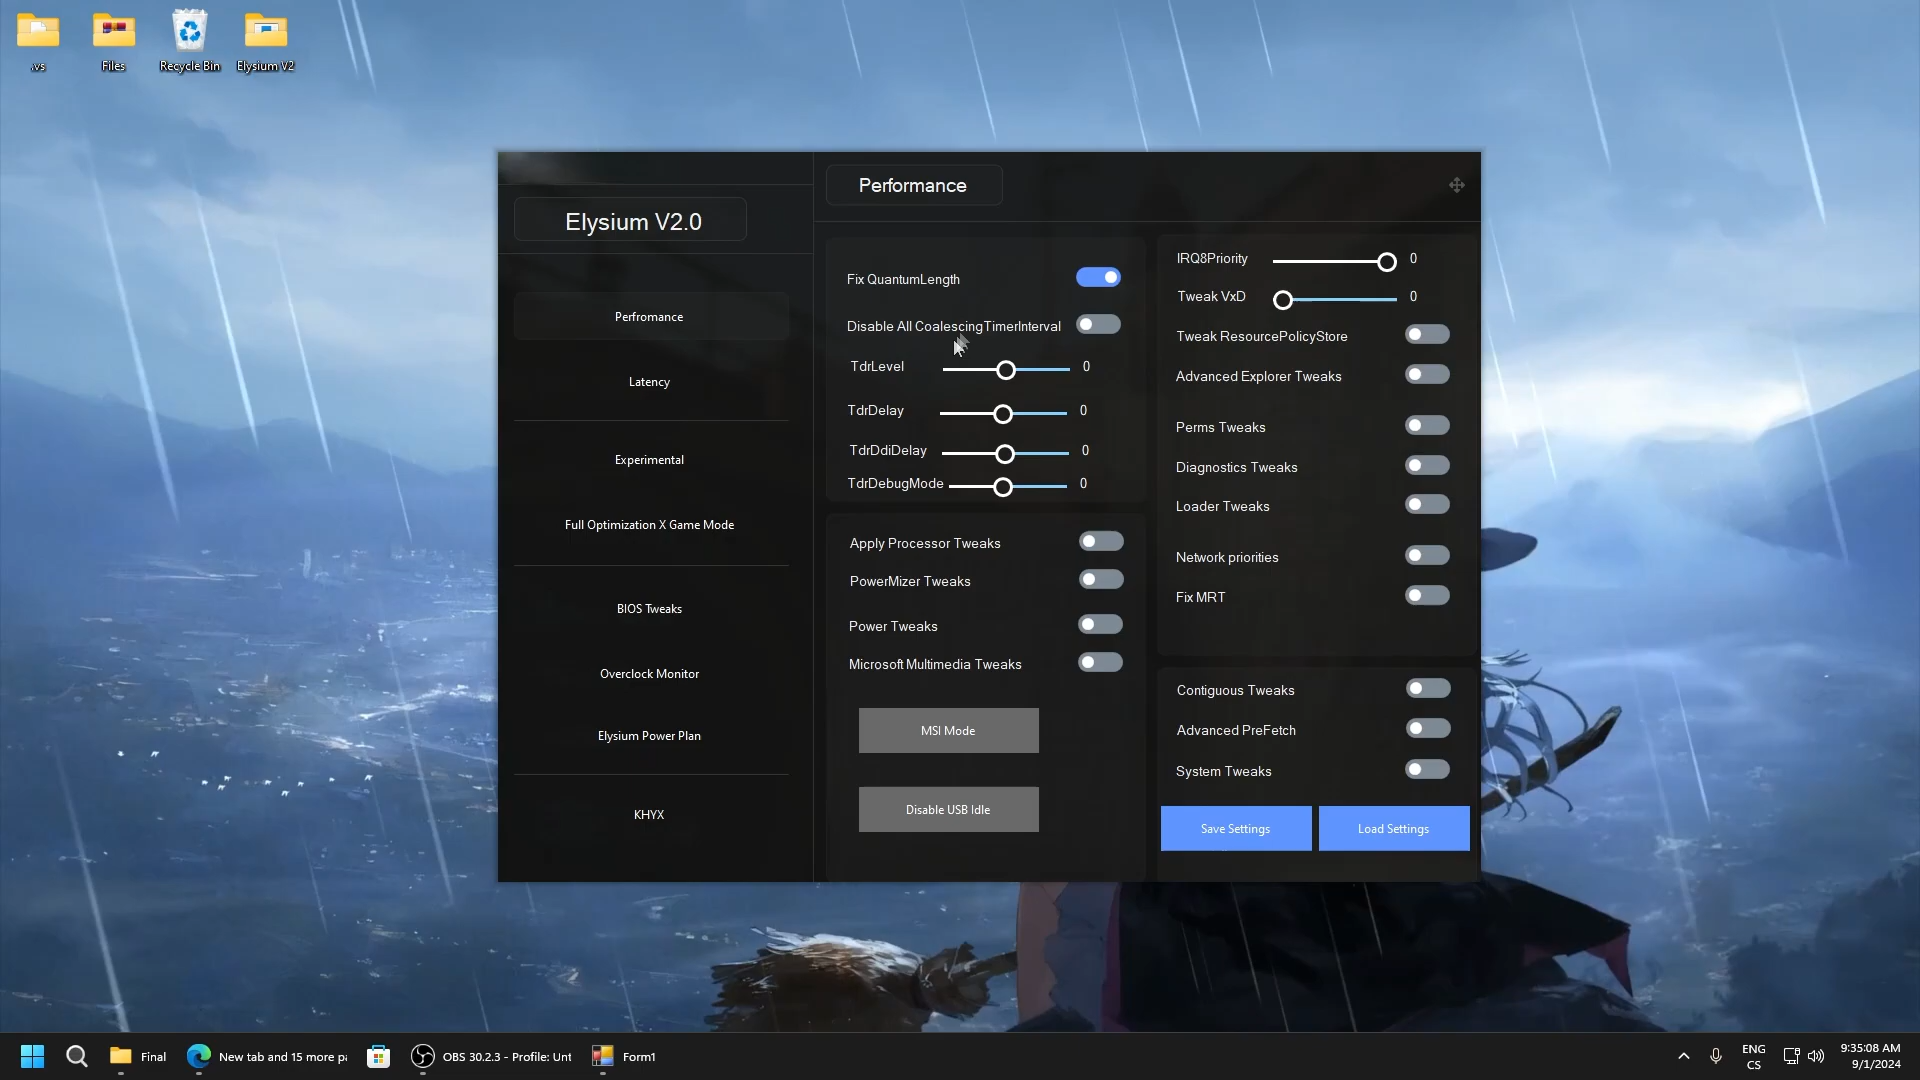 .vs
Files
Recycle Bin
Elysium V2
Elysium V2.0
Perfromance
Latency
Experimental
Full Optimization X Game Mode
BIOS Tweaks
Overclock Monitor
Elysium Power Plan
KHYX
Performance
Fix QuantumLength
Disable All CoalescingTimerInterval
TdrLevel 0
TdrDelay 0
TdrDdiDelay 0
TdrDebugMode 0
Apply Processor Tweaks
PowerMizer Tweaks
Power Tweaks
Microsoft Multimedia Tweaks
MSI Mode
Disable USB Idle
IRQ8Priority 0
Tweak VxD 0
Tweak ResourcePolicyStore
Advanced Explorer Tweaks
Perms Tweaks
Diagnostics Tweaks
Loader Tweaks
Network priorities
Fix MRT
Contiguous Tweaks
Advanced PreFetch
System Tweaks
Save Settings
Load Settings
Final
New tab and 15 more pa
OBS 30.2.3 - Profile: Unt
Form1
ENG
CS
9:35:08 AM
9/1/2024